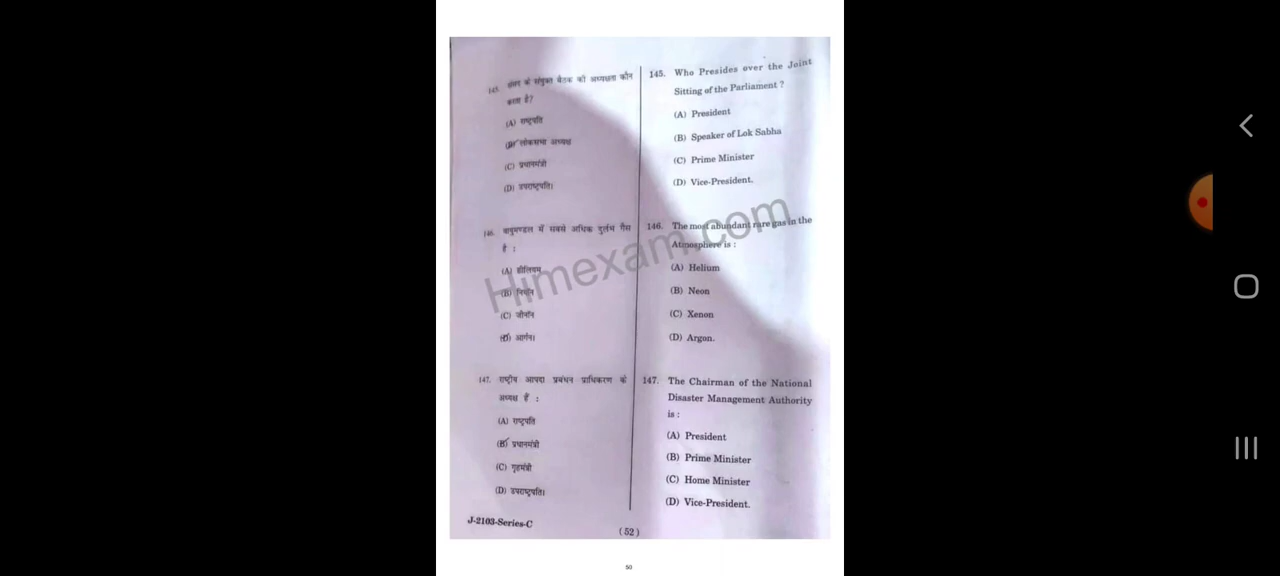 145. संसद के संयुक्त बैठक की अध्यक्षता कौन
करता है?
(A) राष्ट्रपति
(B) लोकसभा अध्यक्ष
(C) प्रधानमंत्री
(D) उपराष्ट्रपति।
146. वायुमण्डल में सबसे अधिक दुर्लभ गैस
है :
(A) हीलियम
(B) नियॉन
(C) जीनॉन
(D) आर्गन।
147. राष्ट्रीय आपदा प्रबंधन प्राधिकरण के
अध्यक्ष हैं :
(A) राष्ट्रपति
(B) प्रधानमंत्री
(C) गृहमंत्री
(D) उपराष्ट्रपति।
145. Who Presides over the Joint
Sitting of the Parliament ?
(A) President
(B) Speaker of Lok Sabha
(C) Prime Minister
(D) Vice-President.
146. The most abundant rare gas in the
Atmosphere is :
(A) Helium
(B) Neon
(C) Xenon
(D) Argon.
147. The Chairman of the National
Disaster Management Authority
is :
(A) President
(B) Prime Minister
(C) Home Minister
(D) Vice-President.
Himexam.com
J-2103-Series-C
(52)
50